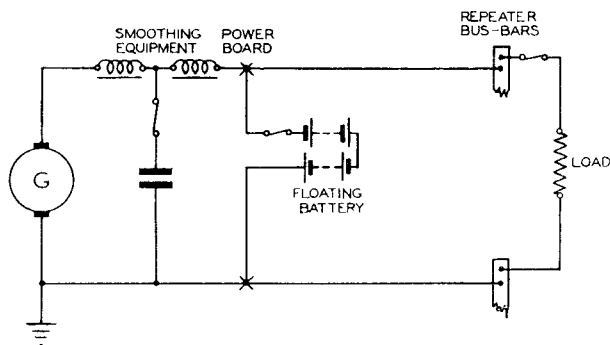 SMOOTHING
EQUIPMENT
POWER
BOARD
REPEATER
BUS-BARS
G
FLOATING
BATTERY
LOAD